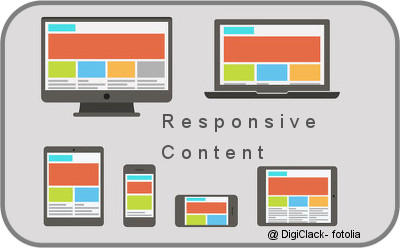 Responsive
Content
@ DigiClack- fotolia